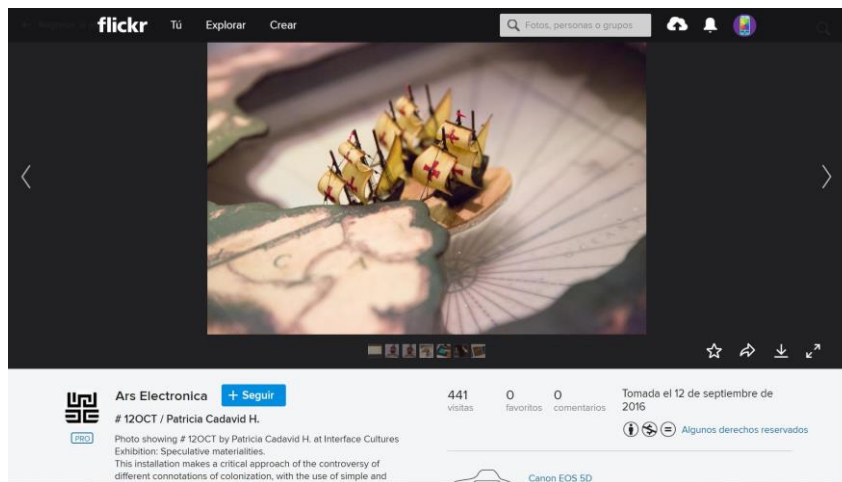 flickr Tú Explorar Crear Fotos, personas o grupos
C A
OCEAN
Ars Electronica + Seguir
# 12OCT / Patricia Cadavid H.
PRO
Photo showing # 12OCT by Patricia Cadavid H. at Interface Cultures
Exhibition: Speculative materialities.
This installation makes a critical approach of the controversy of
different connotations of colonization, with the use of simple and
441 0 0
visitas favoritos comentarios
Tomada el 12 de septiembre de
2016
Algunos derechos reservados
Canon EOS 5D